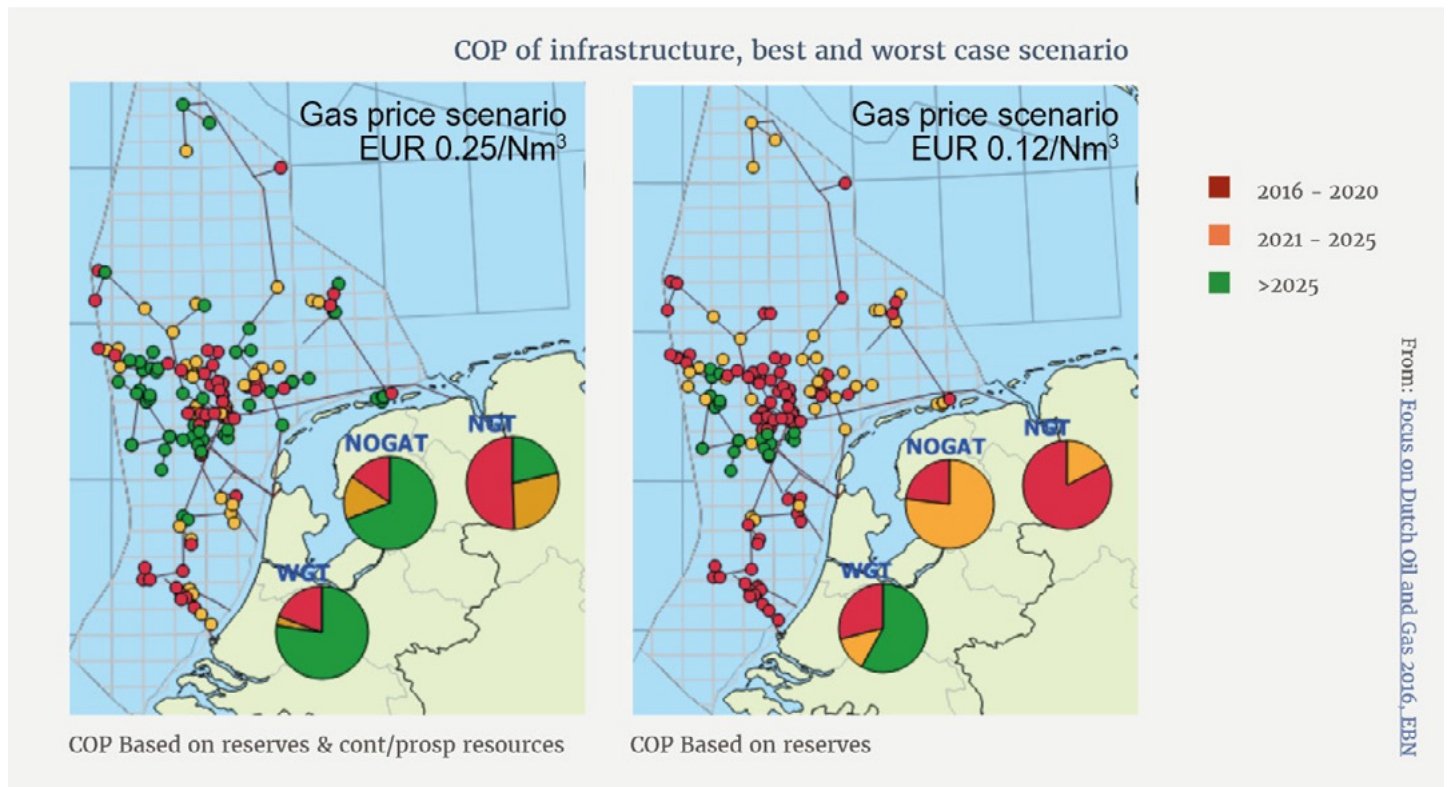 COP of infrastructure, best and worst case scenario
Gas price scenario
EUR 0.25/Nm³
NOGAT
NGT
WGT
COP Based on reserves & cont/prosp resources
Gas price scenario
EUR 0.12/Nm³
NOGAT
NGT
WGT
COP Based on reserves
2016 - 2020
2021 - 2025
>2025
From: Focus on Dutch Oil and Gas 2016, EBN